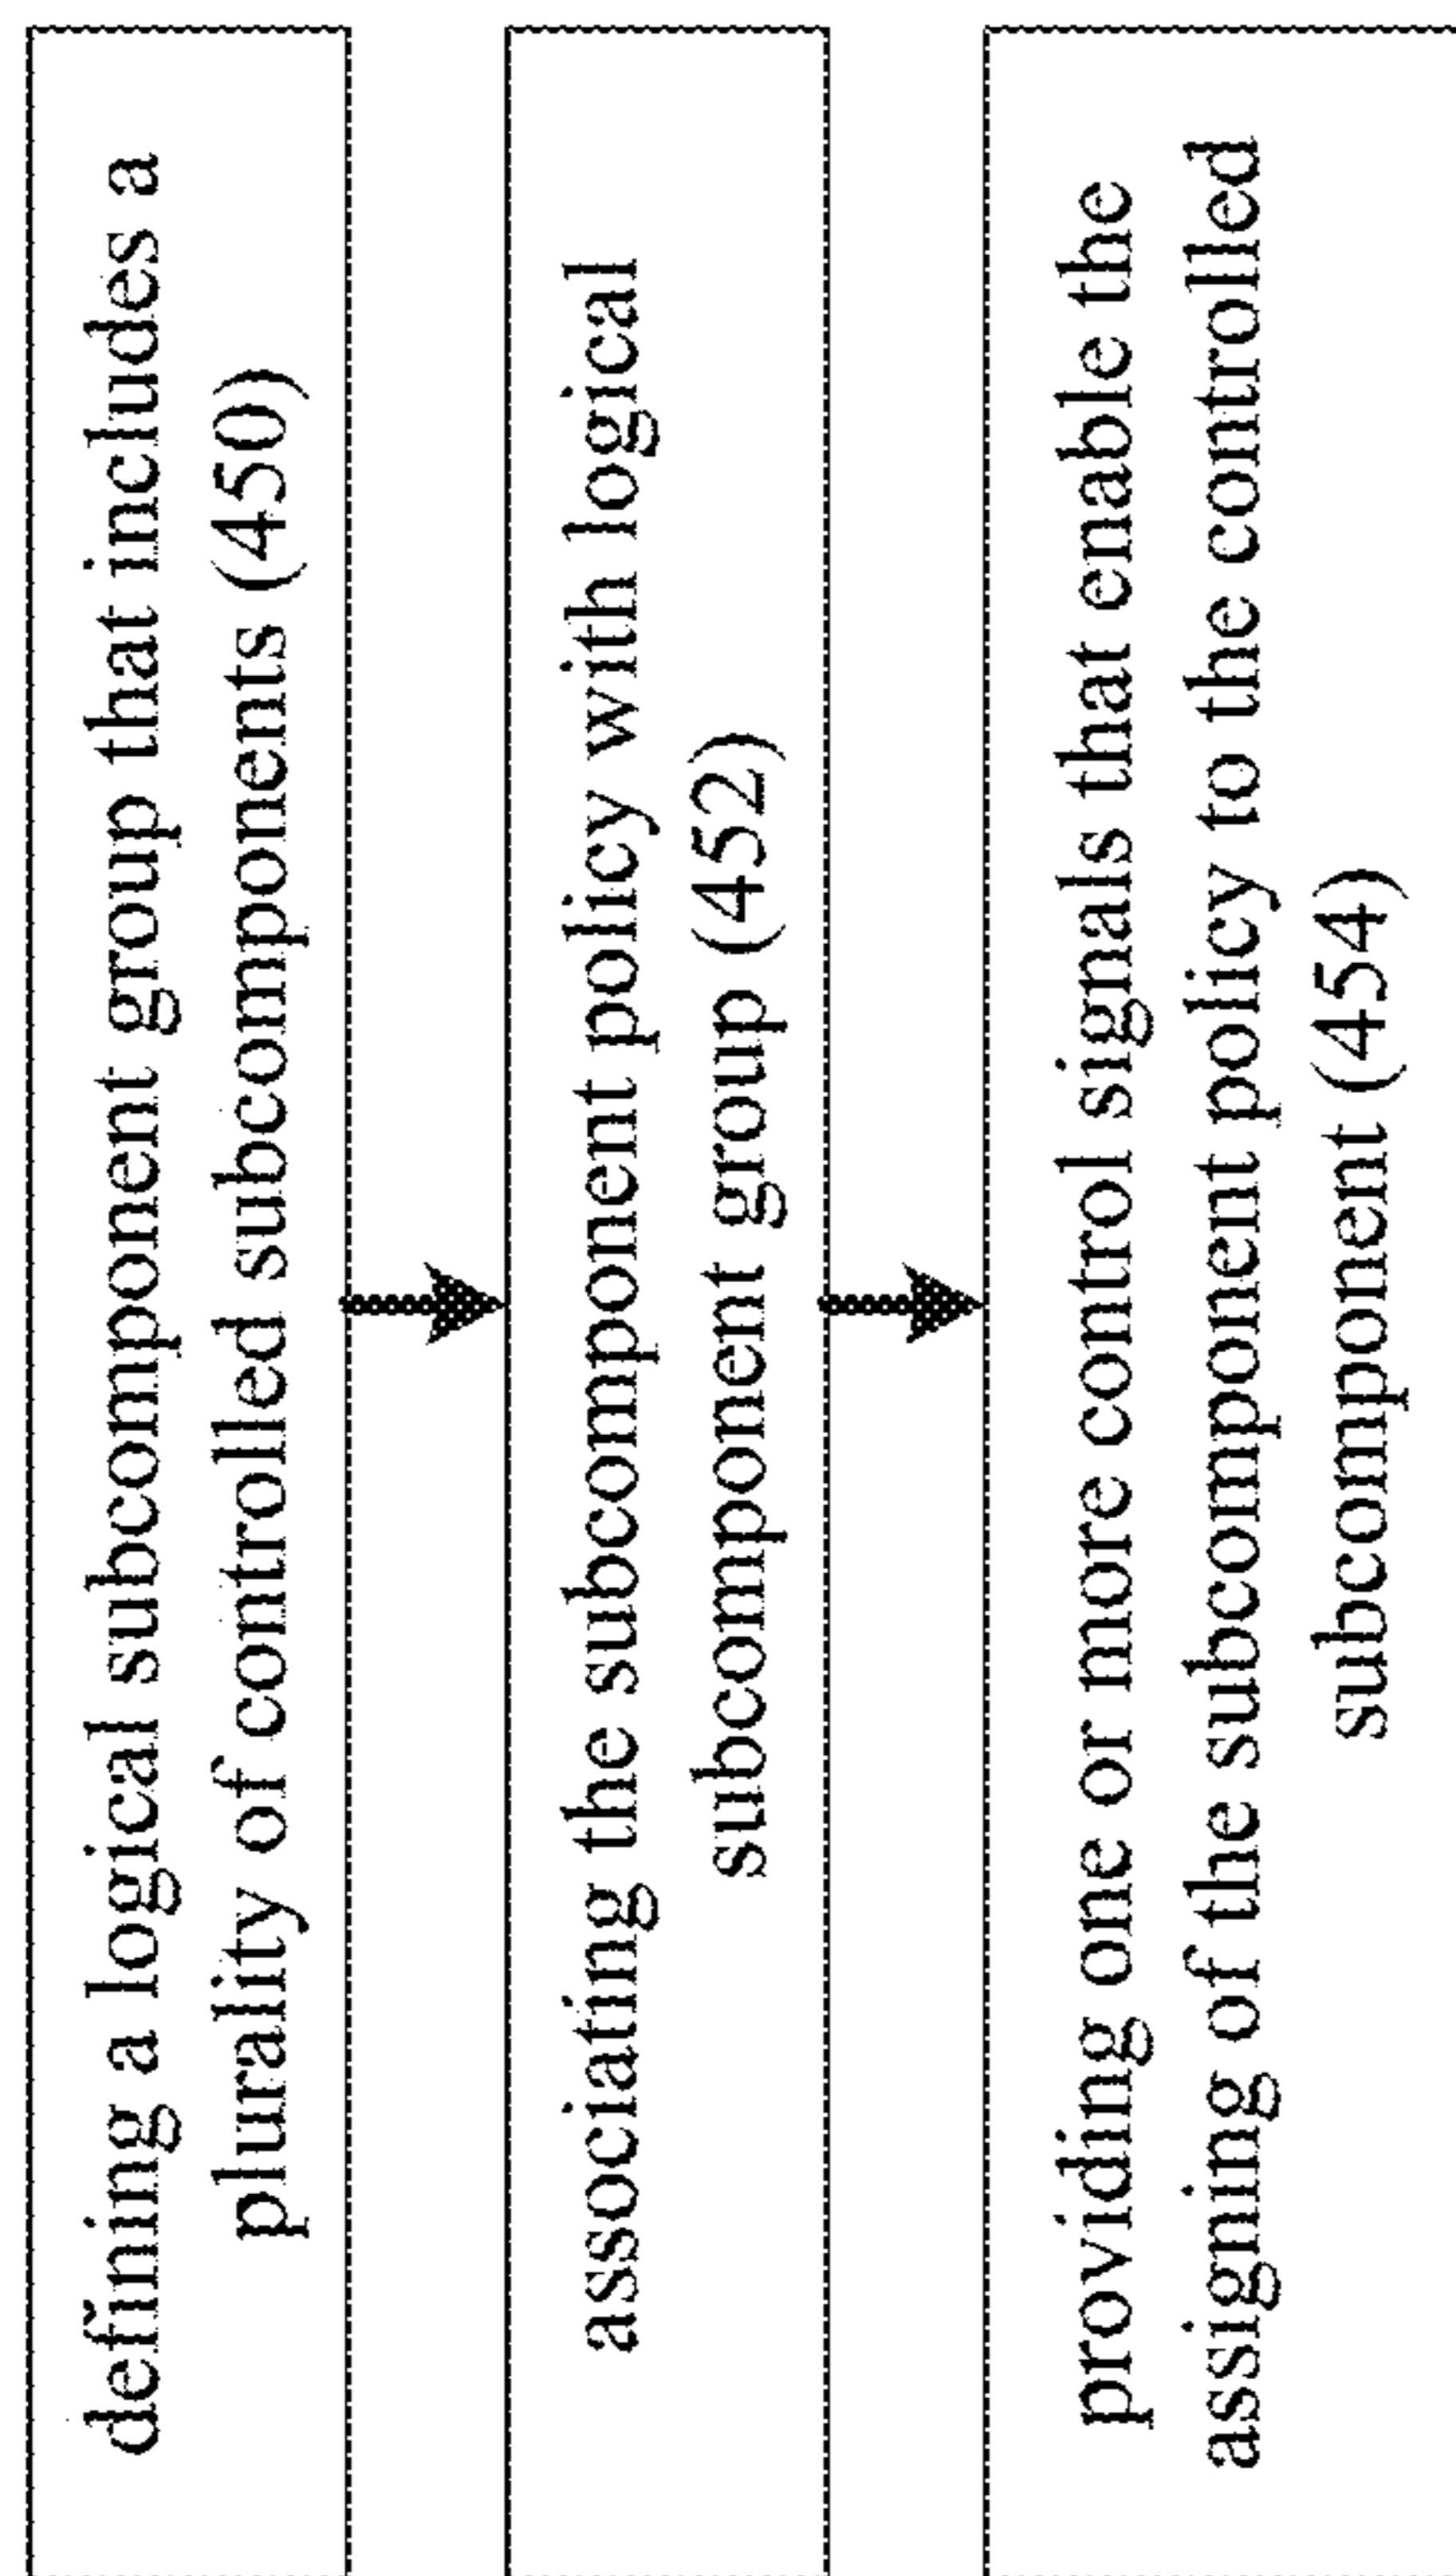 defining a logical subcomponent group that includes a
plurality of controlled subcomponents (450)
associating the subcomponent policy with logical
subcomponent group (452)
providing one or more control signals that enable the
assigning of the subcomponent policy to the controlled
subcomponent (454)